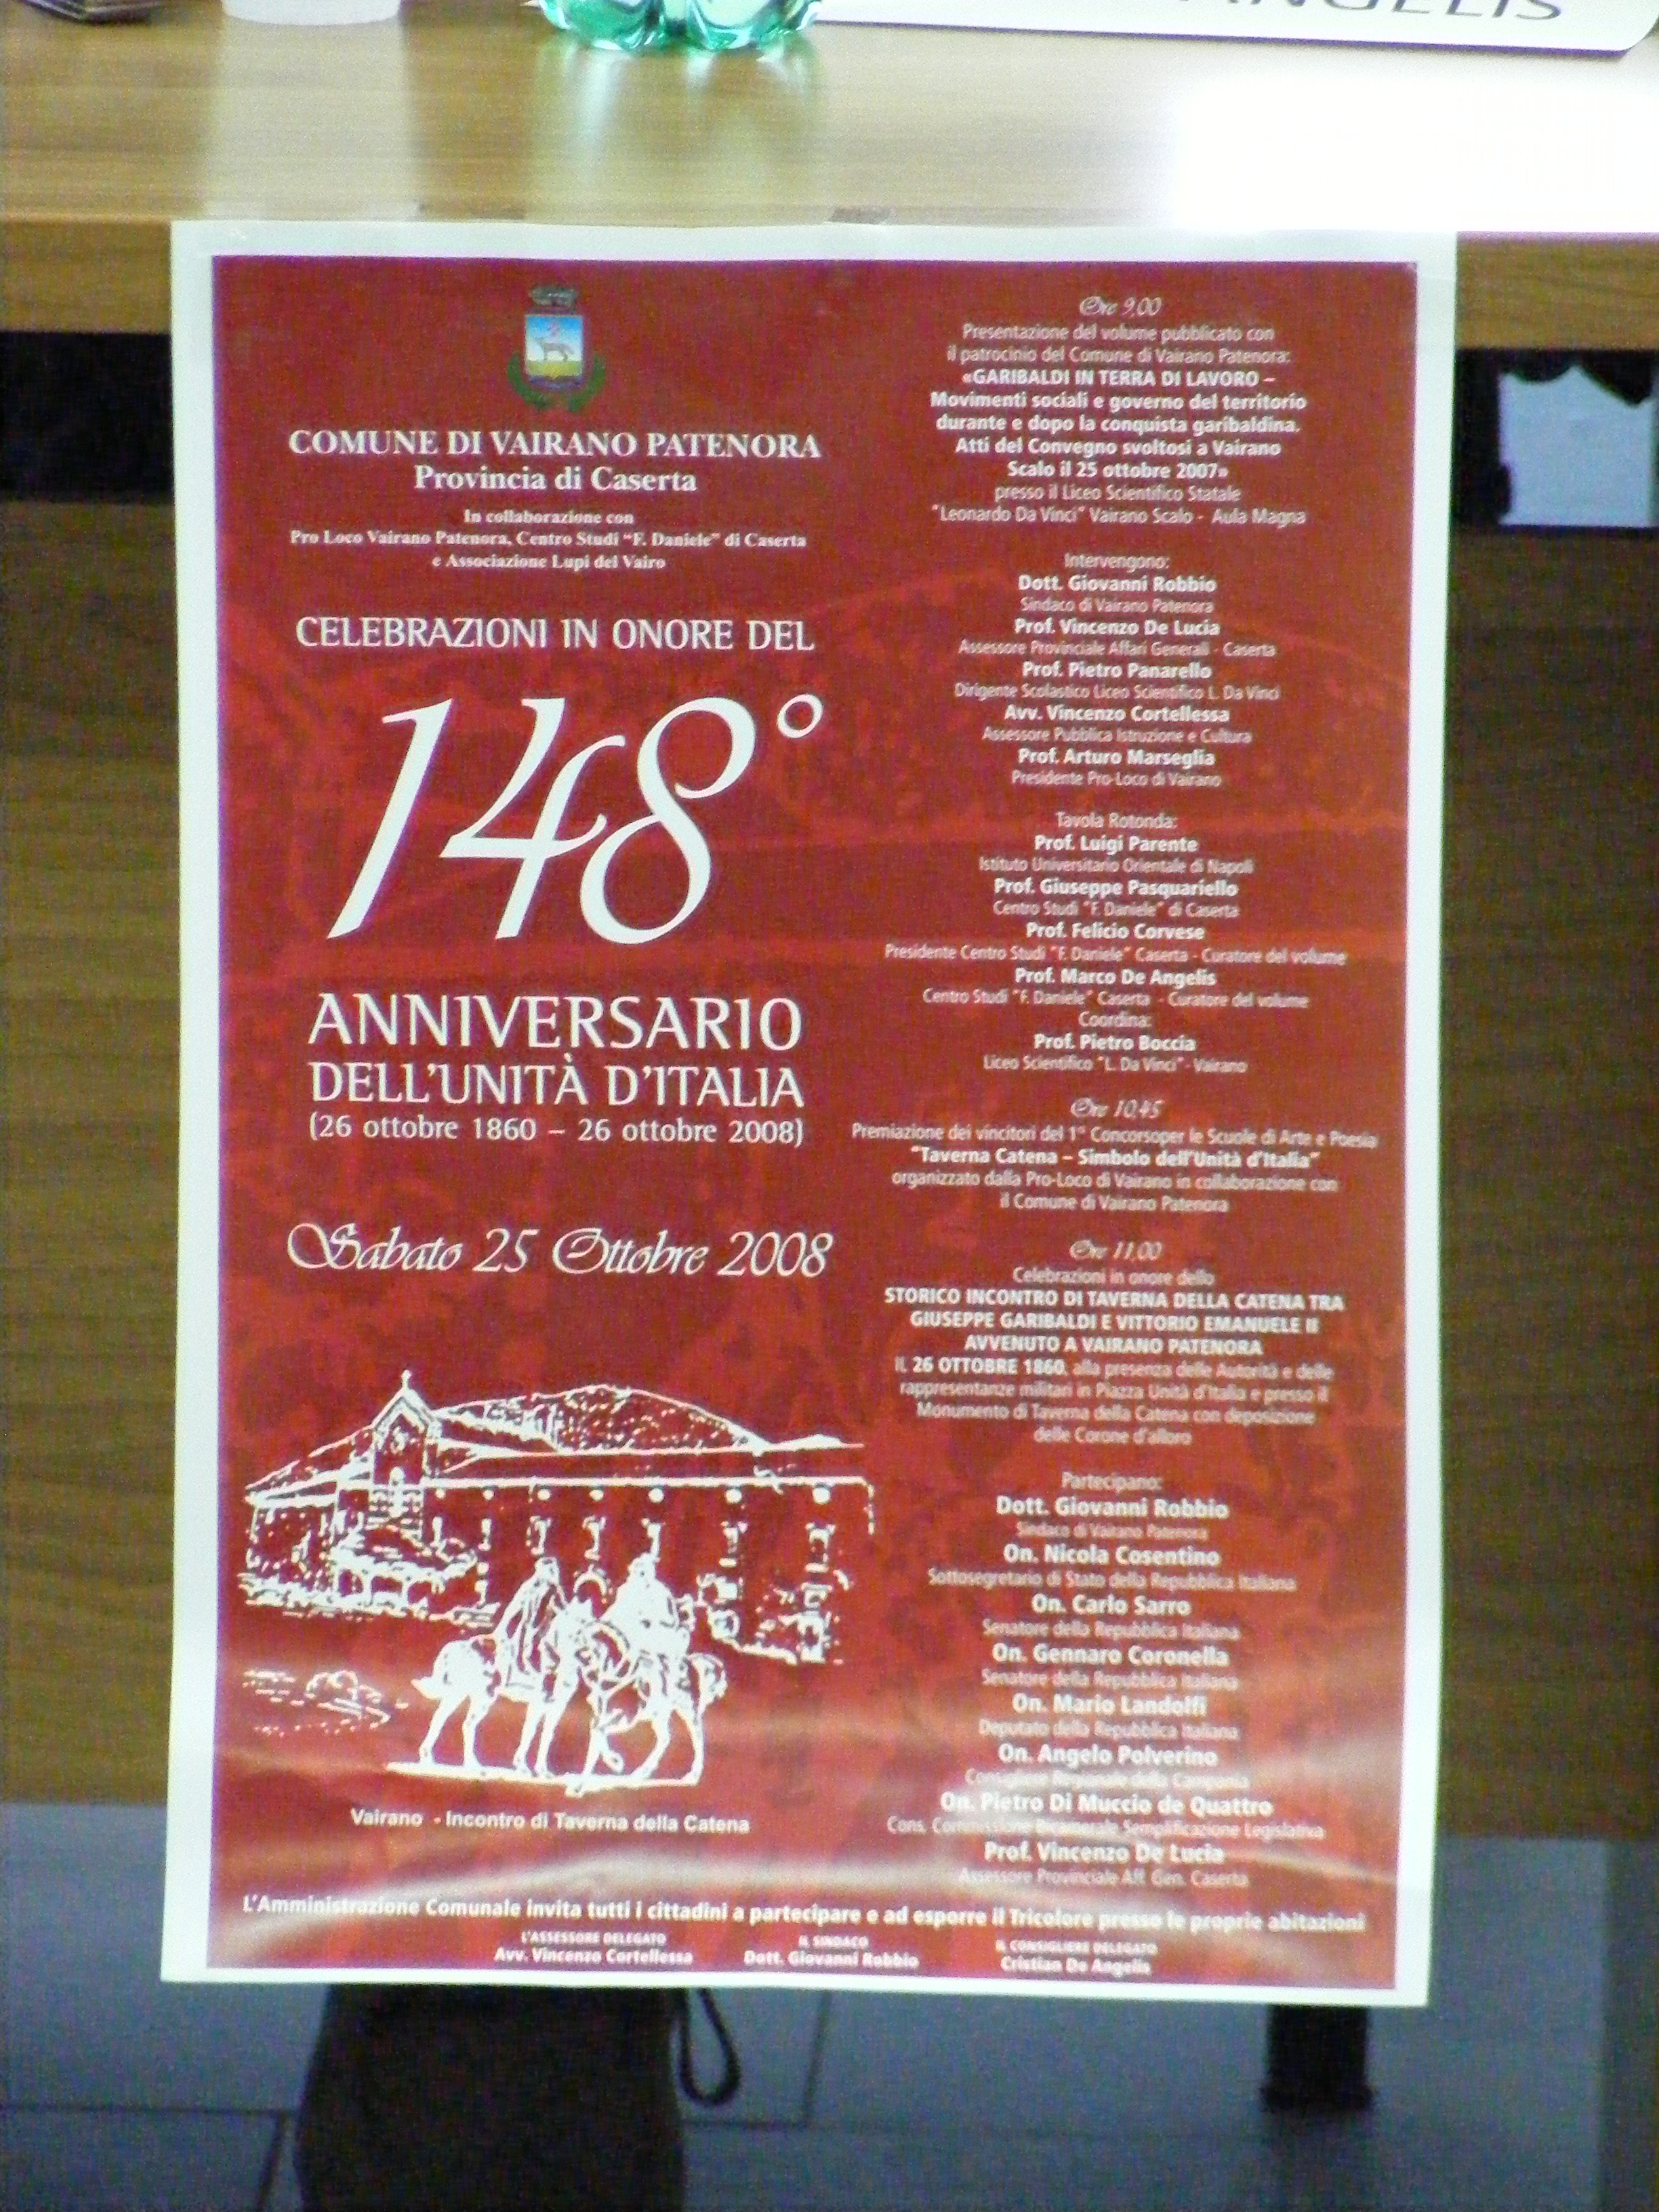 ANGELIS
COMUNE DI VAIRANO PATENORA
Provincia di Caserta
In collaborazione con
Pro Loco Vairano Patenora, Centro Studi “F. Daniele” di Caserta
e Associazione Lupi del Vairo
CELEBRAZIONI IN ONORE DEL
148°
ANNIVERSARIO
DELL'UNITÀ D'ITALIA
(26 ottobre 1860 – 26 ottobre 2008)
Sabato 25 Ottobre 2008
Vairano - Incontro di Taverna della Catena
Ore 9,00
Presentazione del volume pubblicato con
il patrocinio del Comune di Vairano Patenora:
«GARIBALDI IN TERRA DI LAVORO –
Movimenti sociali e governo del territorio
durante e dopo la conquista garibaldina.
Atti del Convegno svoltosi a Vairano
Scalo il 25 ottobre 2007»
presso il Liceo Scientifico Statale
"Leonardo Da Vinci" Vairano Scalo - Aula Magna
Intervengono:
Dott. Giovanni Robbio
Sindaco di Vairano Patenora
Prof. Vincenzo De Lucia
Assessore Provinciale Affari Generali - Caserta
Prof. Pietro Panarello
Dirigente Scolastico Liceo Scientifico L. Da Vinci
Avv. Vincenzo Cortellessa
Assessore Pubblica Istruzione e Cultura
Prof. Arturo Marseglia
Presidente Pro-Loco di Vairano
Tavola Rotonda:
Prof. Luigi Parente
Istituto Universitario Orientale di Napoli
Prof. Giuseppe Pasquariello
Centro Studi "F. Daniele" di Caserta
Prof. Felicio Corvese
Presidente Centro Studi "F. Daniele" Caserta - Curatore del volume
Prof. Marco De Angelis
Centro Studi "F. Daniele" Caserta - Curatore del volume
Coordina:
Prof. Pietro Boccia
Liceo Scientifico "L. Da Vinci" - Vairano
Ore 10,45
Premiazione dei vincitori del 1° Concorsoper le Scuole di Arte e Poesia
"Taverna Catena – Simbolo dell'Unità d'Italia"
organizzato dalla Pro-Loco di Vairano in collaborazione con
il Comune di Vairano Patenora
Ore 11,00
Celebrazioni in onore dello
STORICO INCONTRO DI TAVERNA DELLA CATENA TRA
GIUSEPPE GARIBALDI E VITTORIO EMANUELE II
AVVENUTO A VAIRANO PATENORA
IL 26 OTTOBRE 1860, alla presenza delle Autorità e delle
rappresentanze militari in Piazza Unità d'Italia e presso il
Monumento di Taverna della Catena con deposizione
delle Corone d'alloro
Partecipano:
Dott. Giovanni Robbio
Sindaco di Vairano Patenora
On. Nicola Cosentino
Sottosegretario di Stato della Repubblica Italiana
On. Carlo Sarro
Senatore della Repubblica Italiana
On. Gennaro Coronella
Senatore della Repubblica Italiana
On. Mario Landolfi
Deputato della Repubblica Italiana
On. Angelo Polverino
Consigliere Regionale della Campania
On. Pietro Di Muccio de Quattro
Cons. Commissione Bicamerale Semplificazione Legislativa
Prof. Vincenzo De Lucia
Assessore Provinciale Aff. Gen. Caserta
L'Amministrazione Comunale invita tutti i cittadini a partecipare e ad esporre il Tricolore presso le proprie abitazioni
L'ASSESSORE DELEGATO
Avv. Vincenzo Cortellessa
IL SINDACO
Dott. Giovanni Robbio
IL CONSIGLIERE DELEGATO
Cristian De Angelis